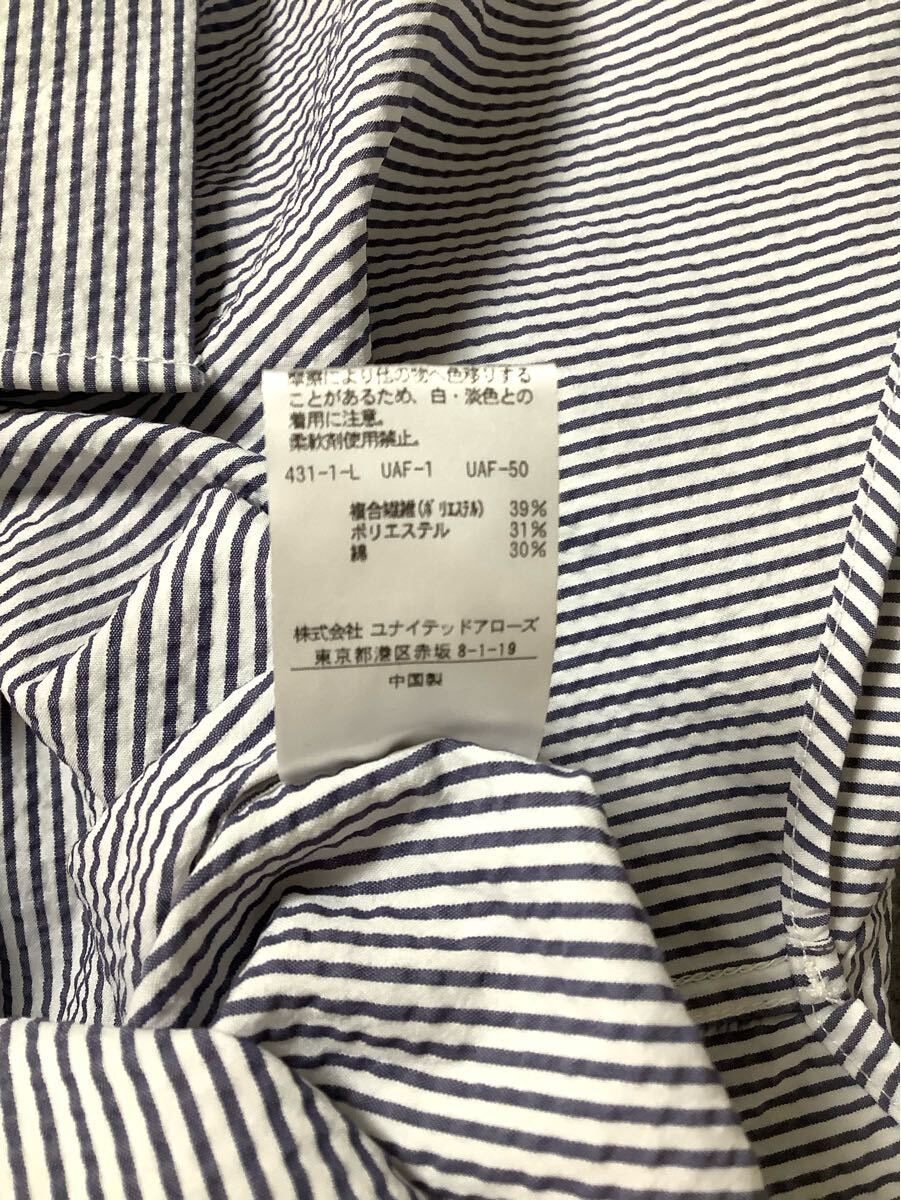 摩擦により他の物へ色移りする
ことがあるため、白・淡色との
着用に注意。
柔軟剤使用禁止。
431-1-L UAF-1 UAF-50
複合繊維(ポリエステル) 39%
ポリエステル 31%
綿 30%
株式会社 ユナイテッドアローズ
東京都港区赤坂 8-1-19
中国製